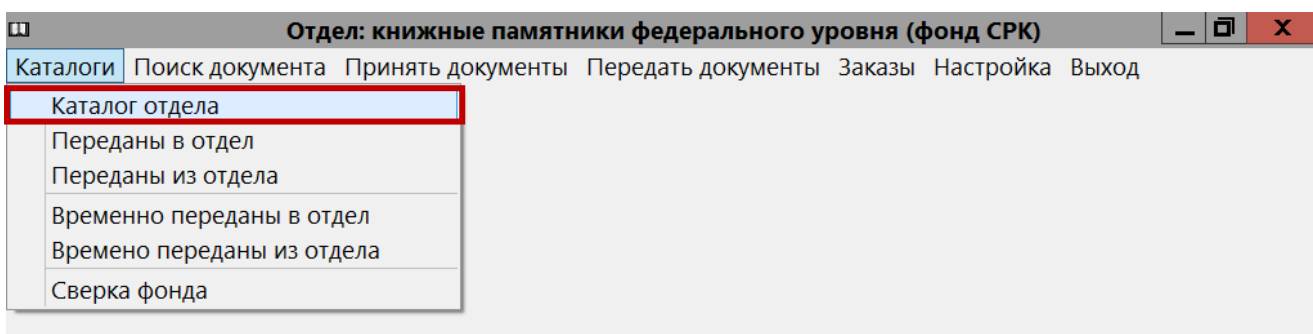 Отдел: книжные памятники федерального уровня (фонд СРК)
Каталоги Поиск документа Принять документы Передать документы Заказы Настройка Выход
Каталог отдела
Переданы в отдел
Переданы из отдела
Временно переданы в отдел
Времено переданы из отдела
Сверка фонда